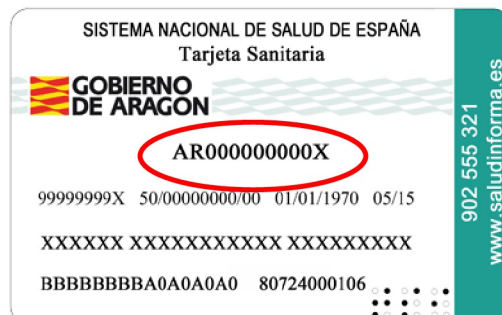 SISTEMA NACIONAL DE SALUD DE ESPAÑA
Tarjeta Sanitaria
GOBIERNO
DE ARAGON
AR000000000X
99999999X 50/00000000/00 01/01/1970 05/15
XXXXXX XXXXXXXXXXX XXXXXXXXX
BBBBBBBBBA0A0A0A0 80724000106
902 555 321
www.saludinforma.es